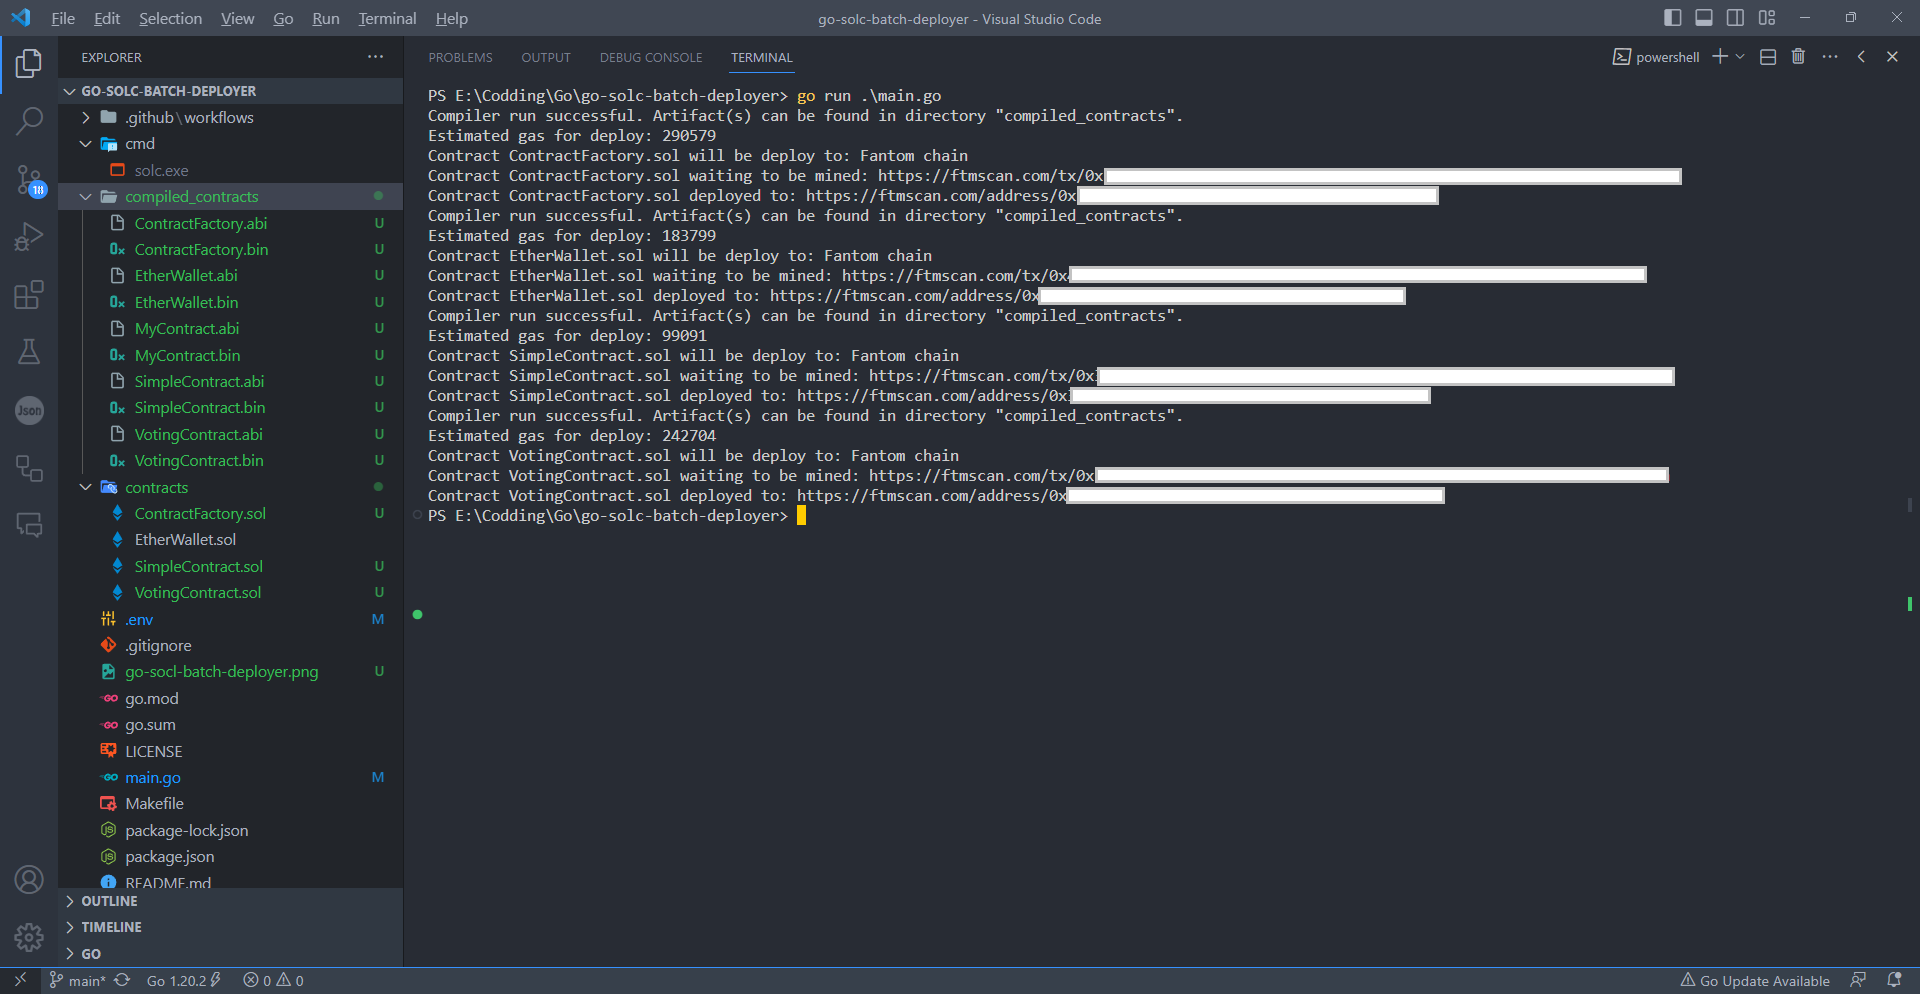 File Edit Selection View Go Run Terminal Help
go-solc-batch-deployer - Visual Studio Code
EXPLORER
GO-SOLC-BATCH-DEPLOYER
.github\workflows
cmd
solc.exe
compiled_contracts
ContractFactory.abi U
ContractFactory.bin U
EtherWallet.abi U
EtherWallet.bin U
MyContract.abi U
MyContract.bin U
SimpleContract.abi U
SimpleContract.bin U
VotingContract.abi U
VotingContract.bin U
contracts
ContractFactory.sol U
EtherWallet.sol
SimpleContract.sol U
VotingContract.sol U
.env M
.gitignore
go-socl-batch-deployer.png U
go.mod
go.sum
LICENSE
main.go M
Makefile
package-lock.json
package.json
README.md
OUTLINE
TIMELINE
GO
18
Json
PROBLEMS OUTPUT DEBUG CONSOLE TERMINAL
powershell
PS E:\Codding\Go\go-solc-batch-deployer> go run .\main.go
Compiler run successful. Artifact(s) can be found in directory "compiled_contracts".
Estimated gas for deploy: 290579
Contract ContractFactory.sol will be deploy to: Fantom chain
Contract ContractFactory.sol waiting to be mined: https://ftmscan.com/tx/0x
Contract ContractFactory.sol deployed to: https://ftmscan.com/address/0x
Compiler run successful. Artifact(s) can be found in directory "compiled_contracts".
Estimated gas for deploy: 183799
Contract EtherWallet.sol will be deploy to: Fantom chain
Contract EtherWallet.sol waiting to be mined: https://ftmscan.com/tx/0x
Contract EtherWallet.sol deployed to: https://ftmscan.com/address/0x
Compiler run successful. Artifact(s) can be found in directory "compiled_contracts".
Estimated gas for deploy: 99091
Contract SimpleContract.sol will be deploy to: Fantom chain
Contract SimpleContract.sol waiting to be mined: https://ftmscan.com/tx/0x
Contract SimpleContract.sol deployed to: https://ftmscan.com/address/0x
Compiler run successful. Artifact(s) can be found in directory "compiled_contracts".
Estimated gas for deploy: 242704
Contract VotingContract.sol will be deploy to: Fantom chain
Contract VotingContract.sol waiting to be mined: https://ftmscan.com/tx/0x
Contract VotingContract.sol deployed to: https://ftmscan.com/address/0x
PS E:\Codding\Go\go-solc-batch-deployer>
main* Go 1.20.2 0 0
Go Update Available